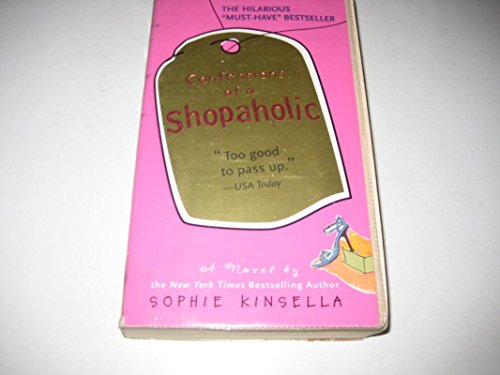 THE HILARIOUS
"MUST-HAVE" BESTSELLER
Confessions
of a
Shopaholic
"Too good
to pass up."
—USA Today
A Novel by
the New York Times Bestselling Author
SOPHIE KINSELLA